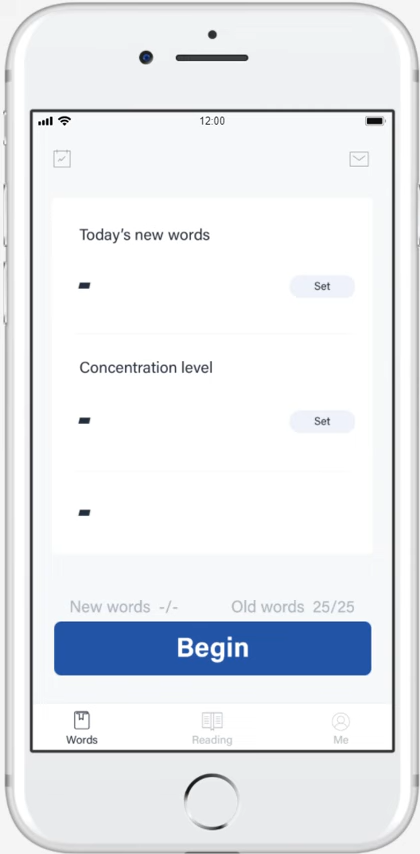 12:00
Today's new words
-
Set
Concentration level
-
Set
-
New words -/- Old words 25/25
Begin
Words Reading Me